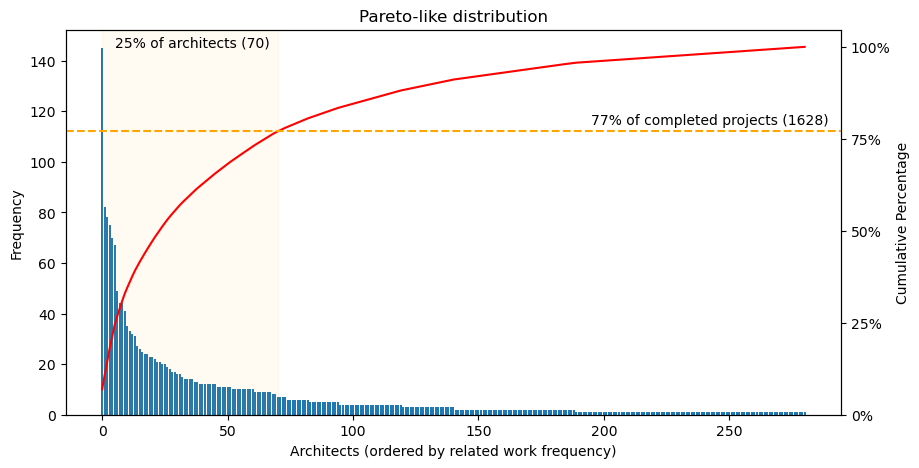 Pareto-like distribution
25% of architects (70)
77% of completed projects (1628)
Frequency
140
120
100
80
60
40
20
0
100%
75%
50%
25%
0%
Cumulative Percentage
0 50 100 150 200 250
Architects (ordered by related work frequency)